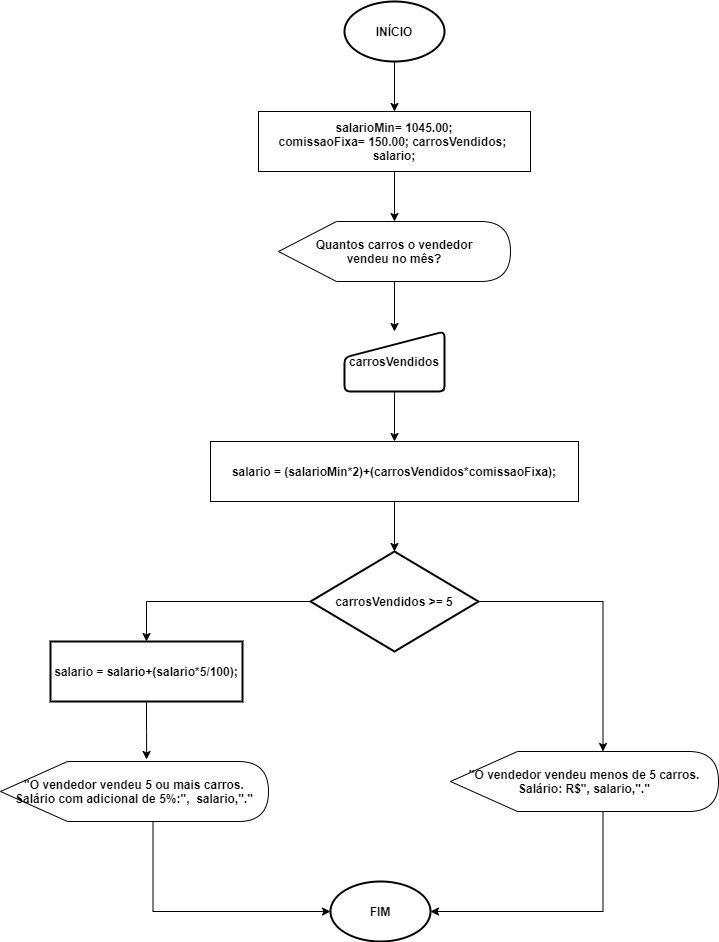 INÍCIO
salarioMin= 1045.00;
comissaoFixa= 150.00; carrosVendidos;
salario;
Quantos carros o vendedor
vendeu no mês?
carrosVendidos
salario = (salarioMin*2)+(carrosVendidos*comissaoFixa);
carrosVendidos >= 5
salario = salario+(salario*5/100);
"O vendedor vendeu 5 ou mais carros.
Salário com adicional de 5%:", salario,"."
"O vendedor vendeu menos de 5 carros.
Salário: R$", salario,"."
FIM